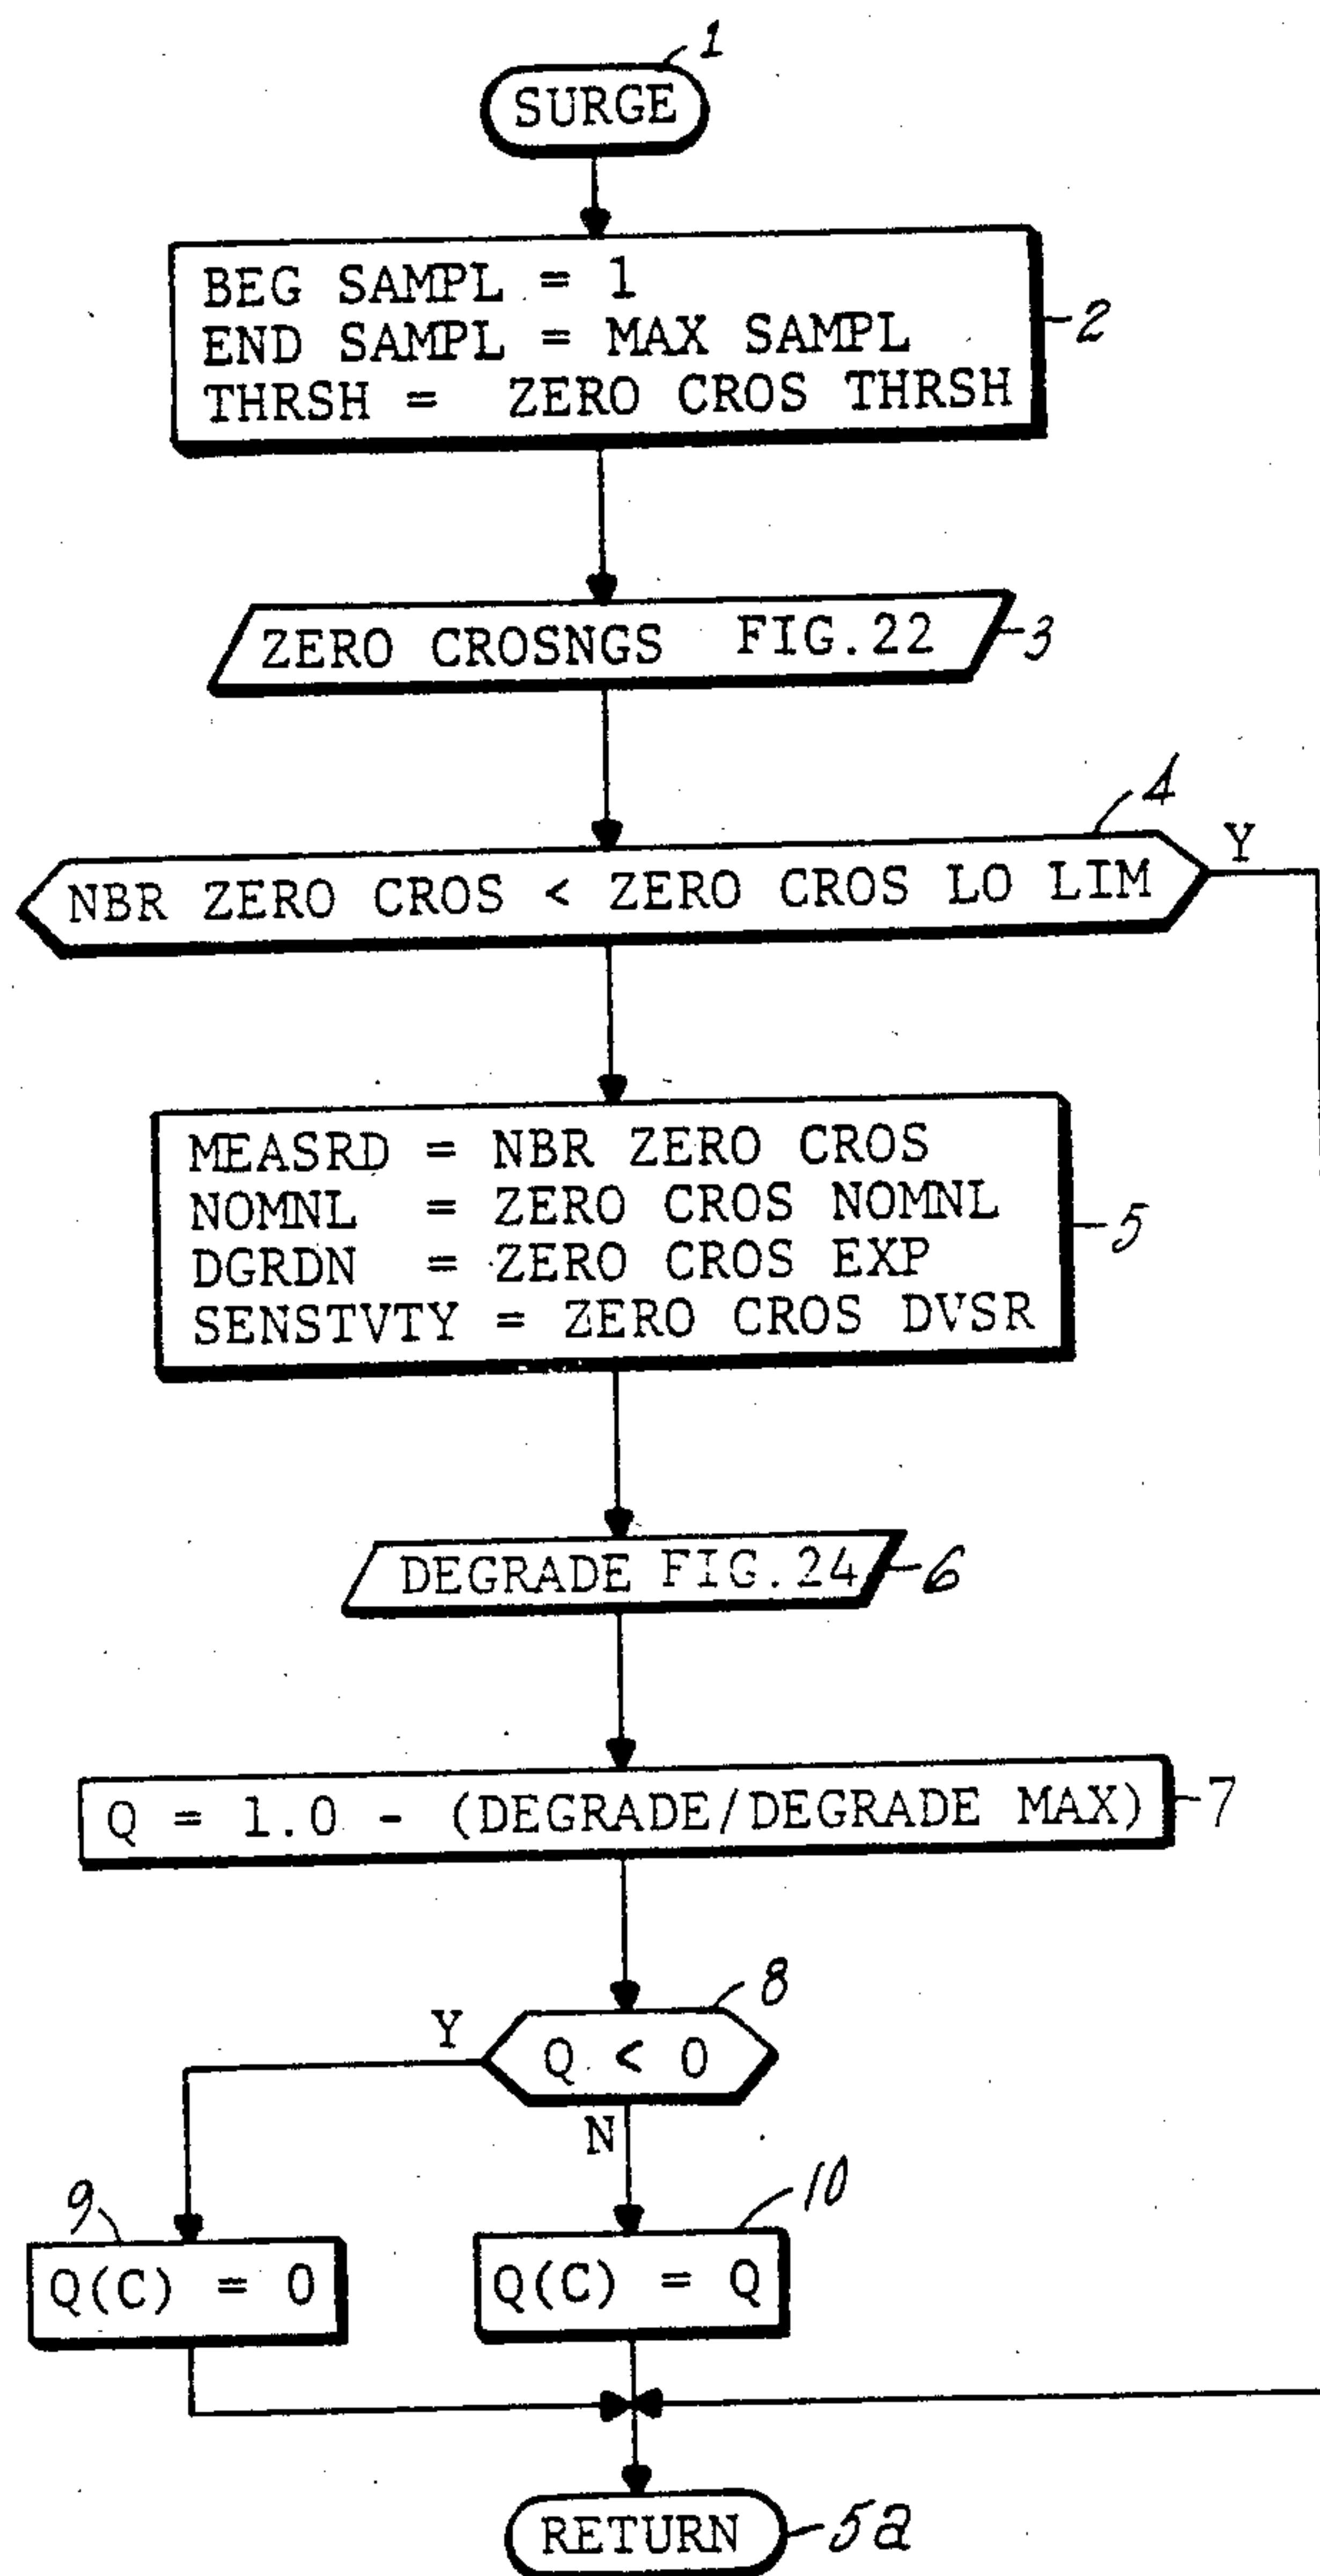 1
SURGE
BEG SAMPL = 1
END SAMPL = MAX SAMPL
THRSH = ZERO CROS THRSH
2
ZERO CROSNGS FIG.22
3
4
NBR ZERO CROS < ZERO CROS LO LIM
Y
MEASRD = NBR ZERO CROS
NOMNL = ZERO CROS NOMNL
DGRDN = ZERO CROS EXP
SENSTVTY = ZERO CROS DVSR
5
DEGRADE FIG.24
6
Q = 1.0 - (DEGRADE/DEGRADE MAX)
7
8
Y
Q < 0
N
9
10
Q(C) = 0
Q(C) = Q
RETURN
5a